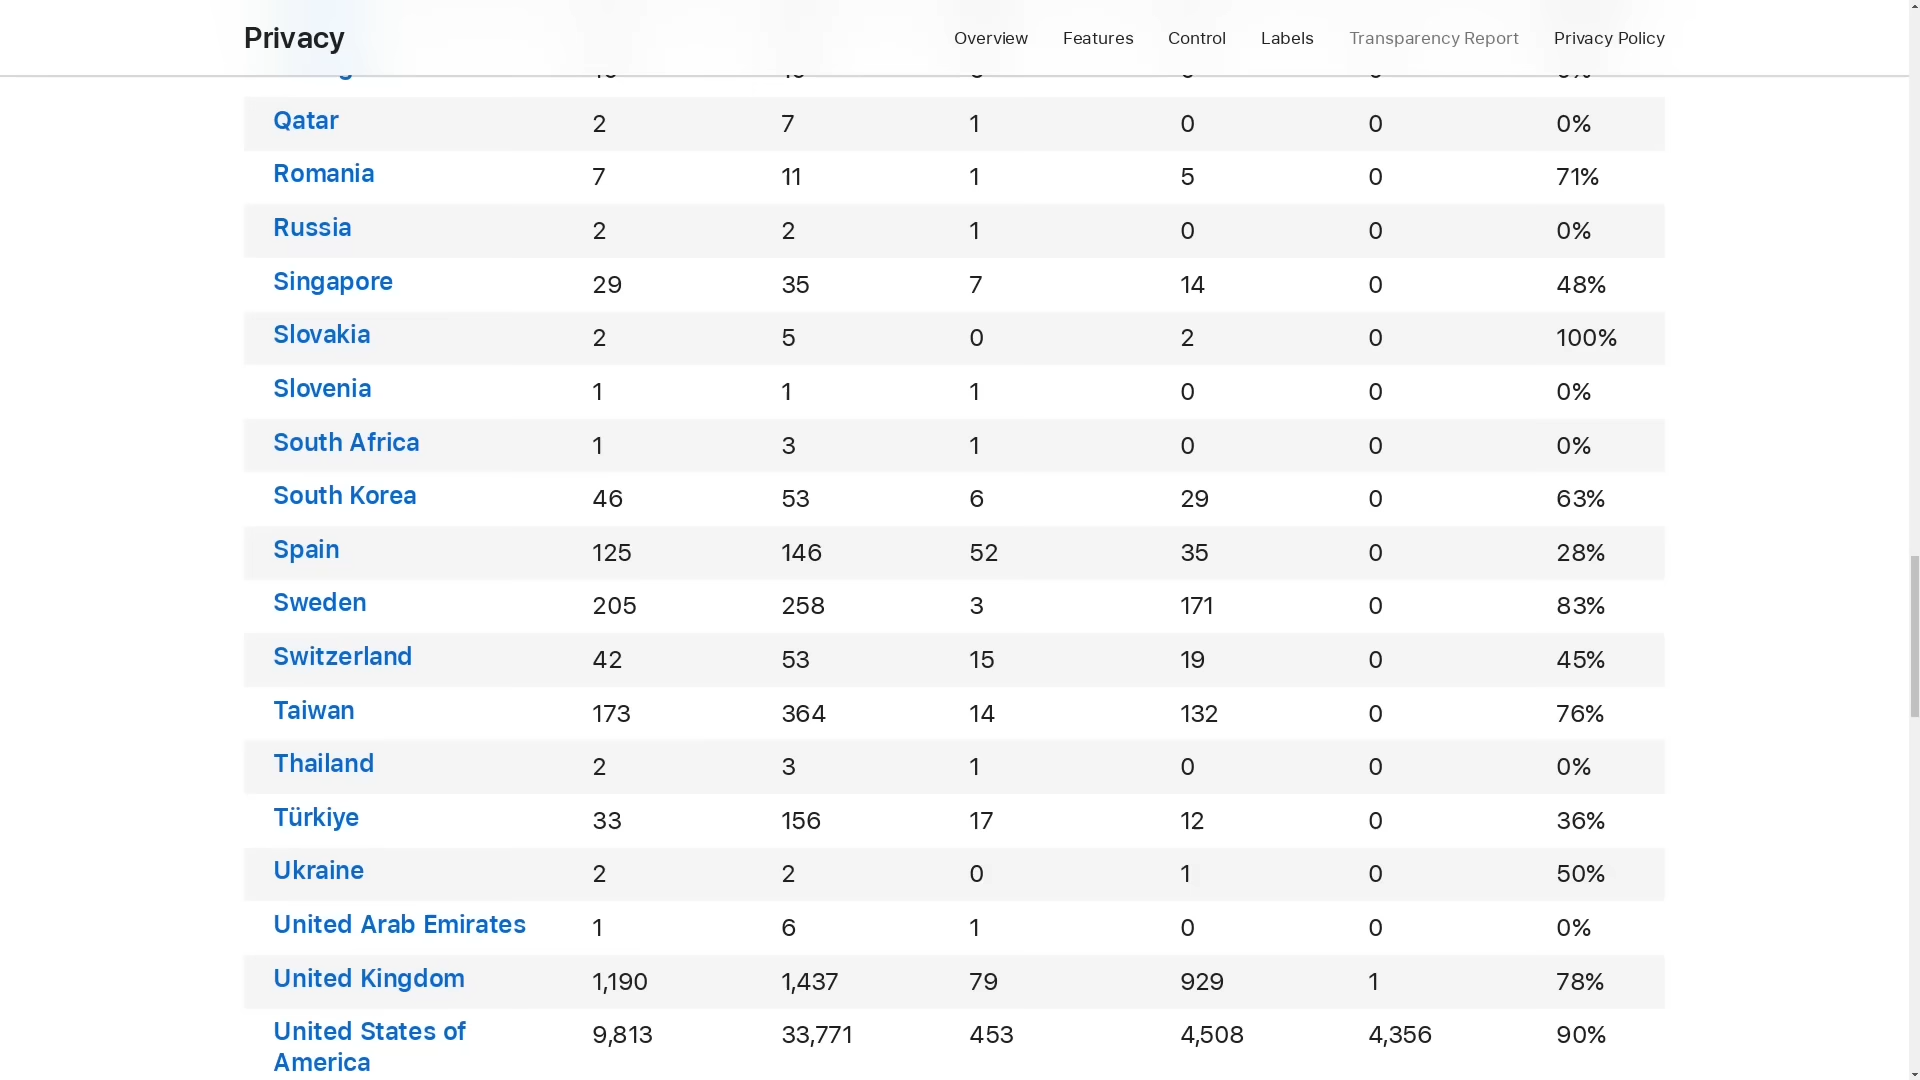 Privacy Overview Features Control Labels Transparency Report Privacy Policy
Qatar 2 7 1 0 0 0%
Romania 7 11 1 5 0 71%
Russia 2 2 1 0 0 0%
Singapore 29 35 7 14 0 48%
Slovakia 2 5 0 2 0 100%
Slovenia 1 1 1 0 0 0%
South Africa 1 3 1 0 0 0%
South Korea 46 53 6 29 0 63%
Spain 125 146 52 35 0 28%
Sweden 205 258 3 171 0 83%
Switzerland 42 53 15 19 0 45%
Taiwan 173 364 14 132 0 76%
Thailand 2 3 1 0 0 0%
Türkiye 33 156 17 12 0 36%
Ukraine 2 2 0 1 0 50%
United Arab Emirates 1 6 1 0 0 0%
United Kingdom 1,190 1,437 79 929 1 78%
United States of 9,813 33,771 453 4,508 4,356 90%
America